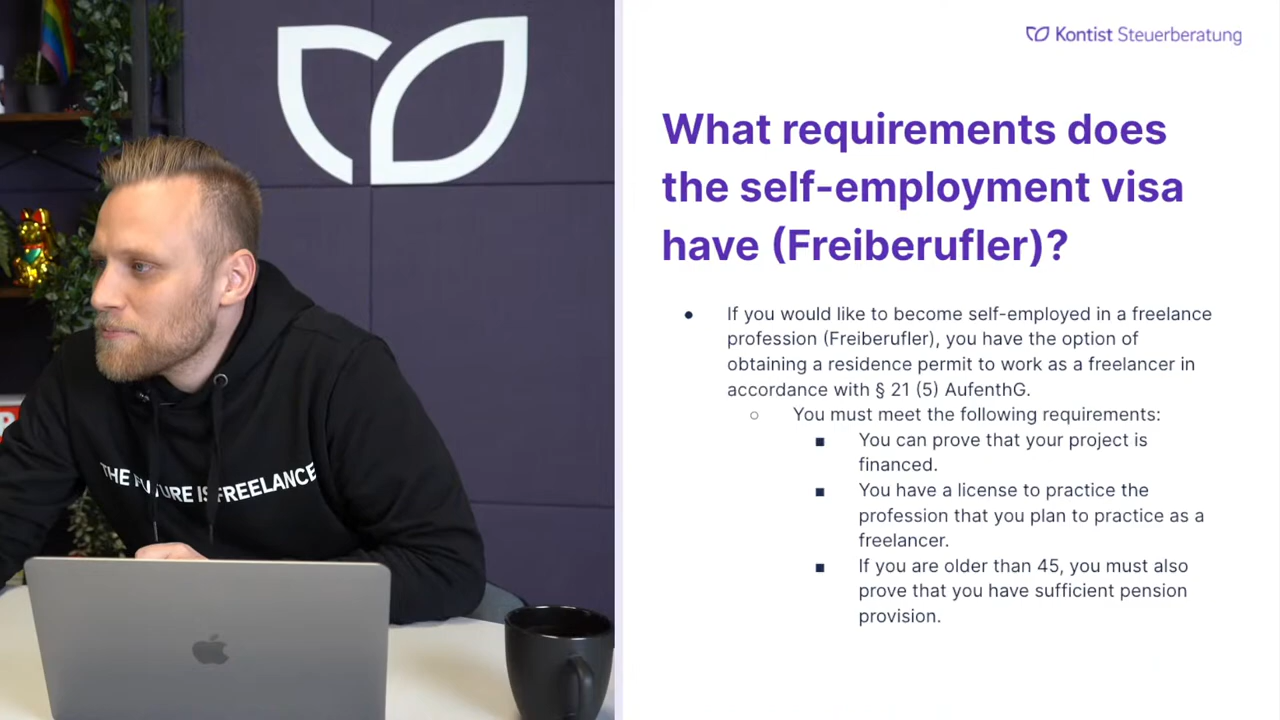 Kontist Steuerberatung
What requirements does
the self-employment visa
have (Freiberufler)?
● If you would like to become self-employed in a freelance
profession (Freiberufler), you have the option of
obtaining a residence permit to work as a freelancer in
accordance with § 21 (5) AufenthG.
○ You must meet the following requirements:
■ You can prove that your project is
financed.
■ You have a license to practice the
profession that you plan to practice as a
freelancer.
■ If you are older than 45, you must also
prove that you have sufficient pension
provision.
THE FUTURE IS FREELANCE